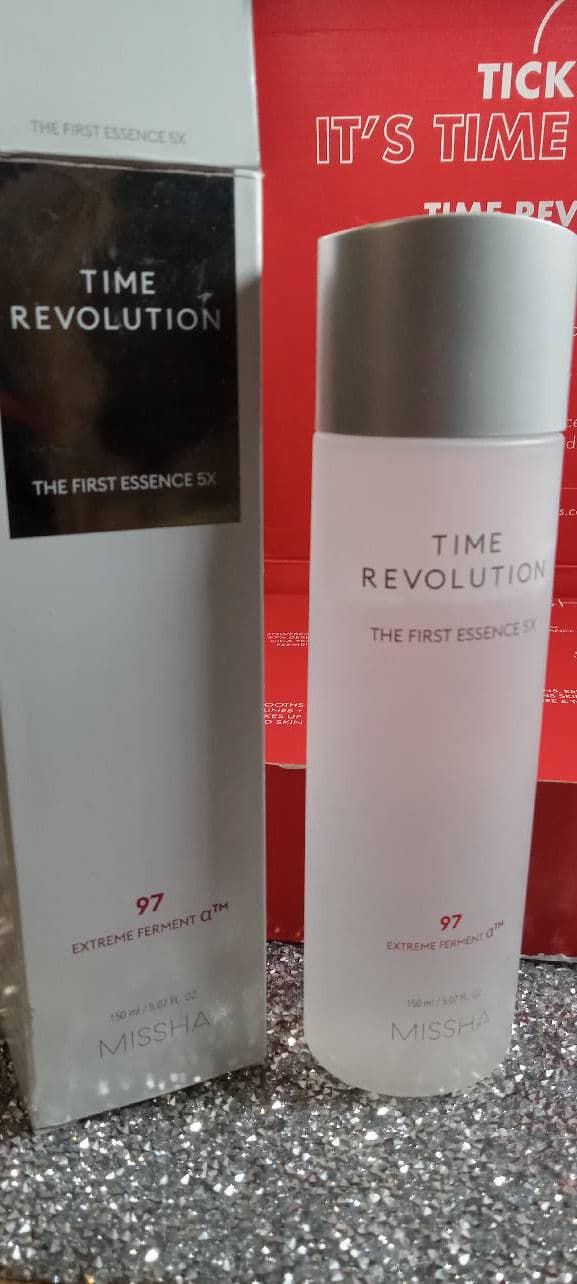 THE FIRST ESSENCE 5X
TIME
REVOLUTION
THE FIRST ESSENCE 5X
97
EXTREME FERMENT α™
150 ml / 5.07 FL. OZ.
MISSHA
TICK
IT'S TIME
TIME REV
TIME
REVOLUTION
THE FIRST ESSENCE 5X
97
EXTREME FERMENT α™
150 ml / 5.07 FL. OZ.
MISSHA